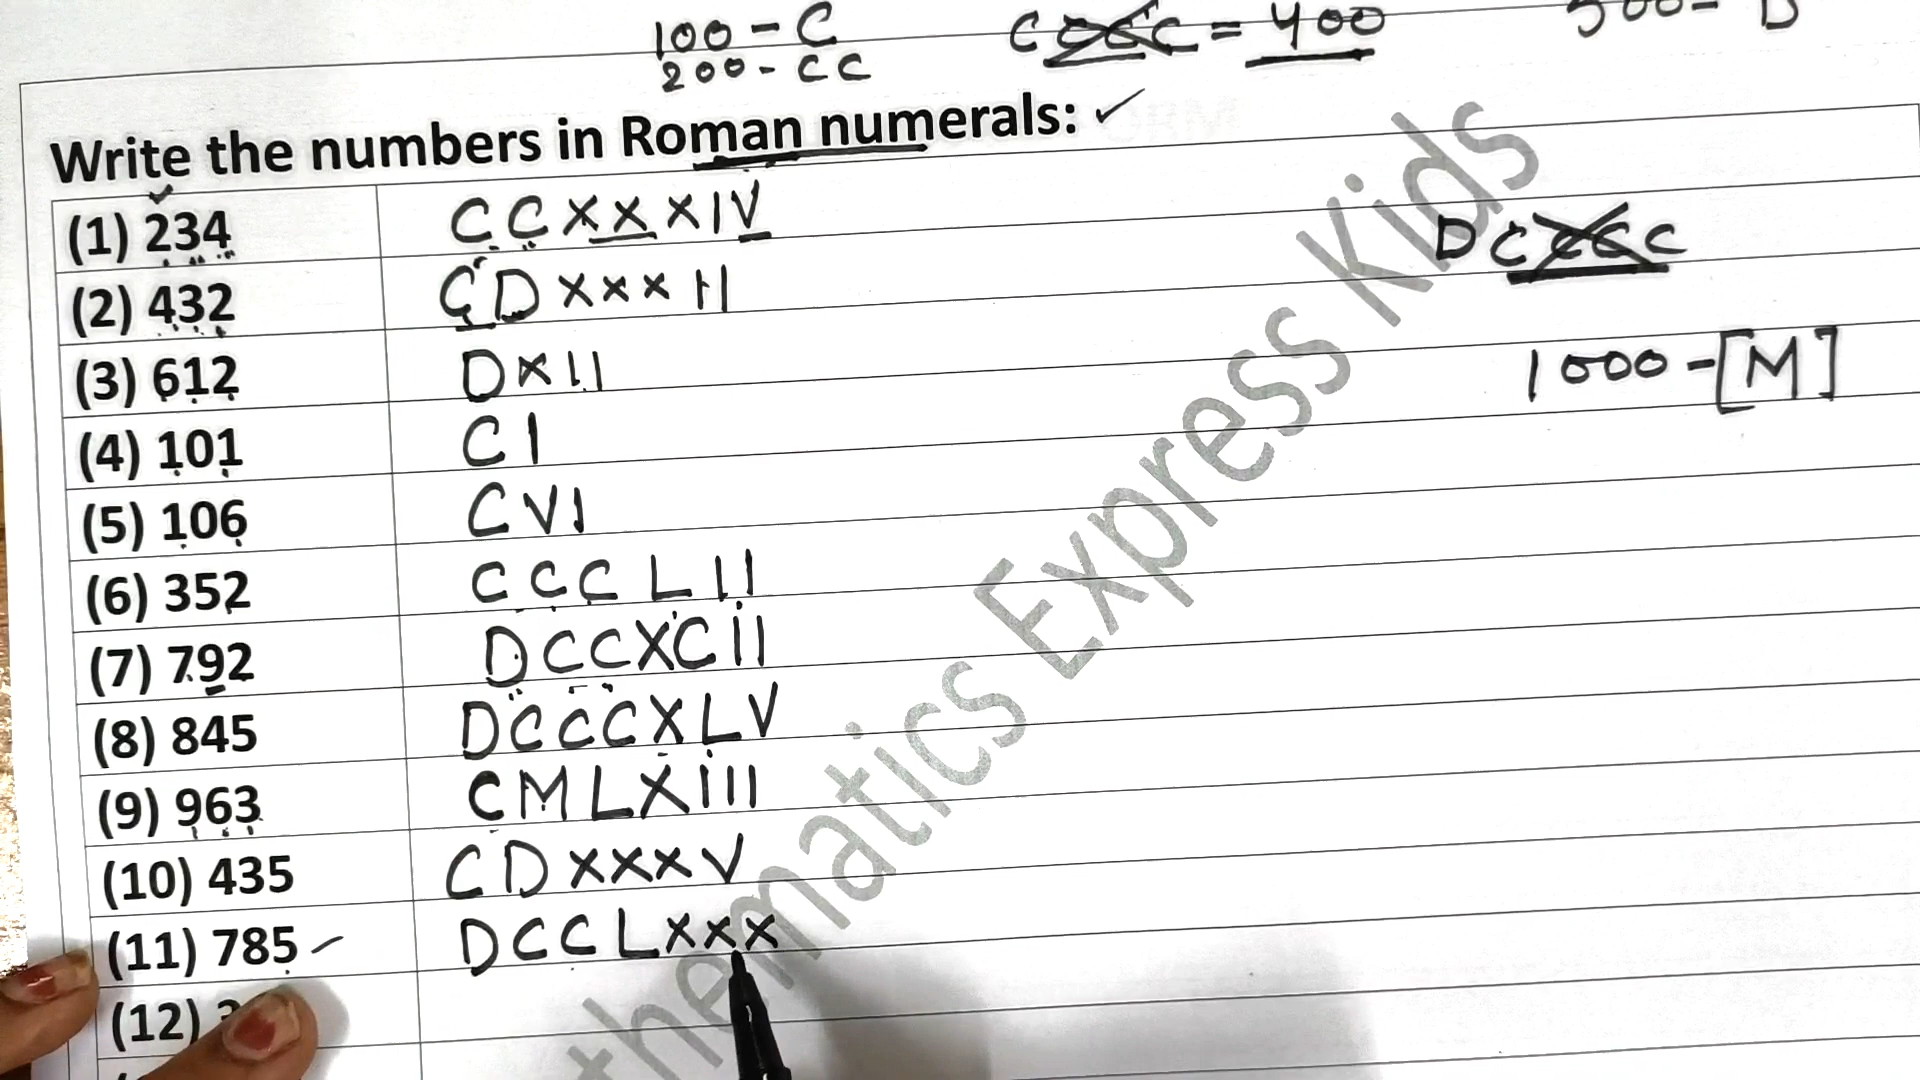 100 - C
200 - CC
C CCC = 400
500 - D
Write the numbers in Roman numerals:
(1) 234 CCXXXIV
(2) 432 CDXXXII
(3) 612 DXII
(4) 101 CI
(5) 106 CVI
(6) 352 CCCLII
(7) 792 DCCXCII
(8) 845 DCCCXLV
(9) 963 CMLXIII
(10) 435 CDXXXV
(11) 785 DCCLXXX
(12)
DCCCC
1000 - [M]
thematics Express Kids